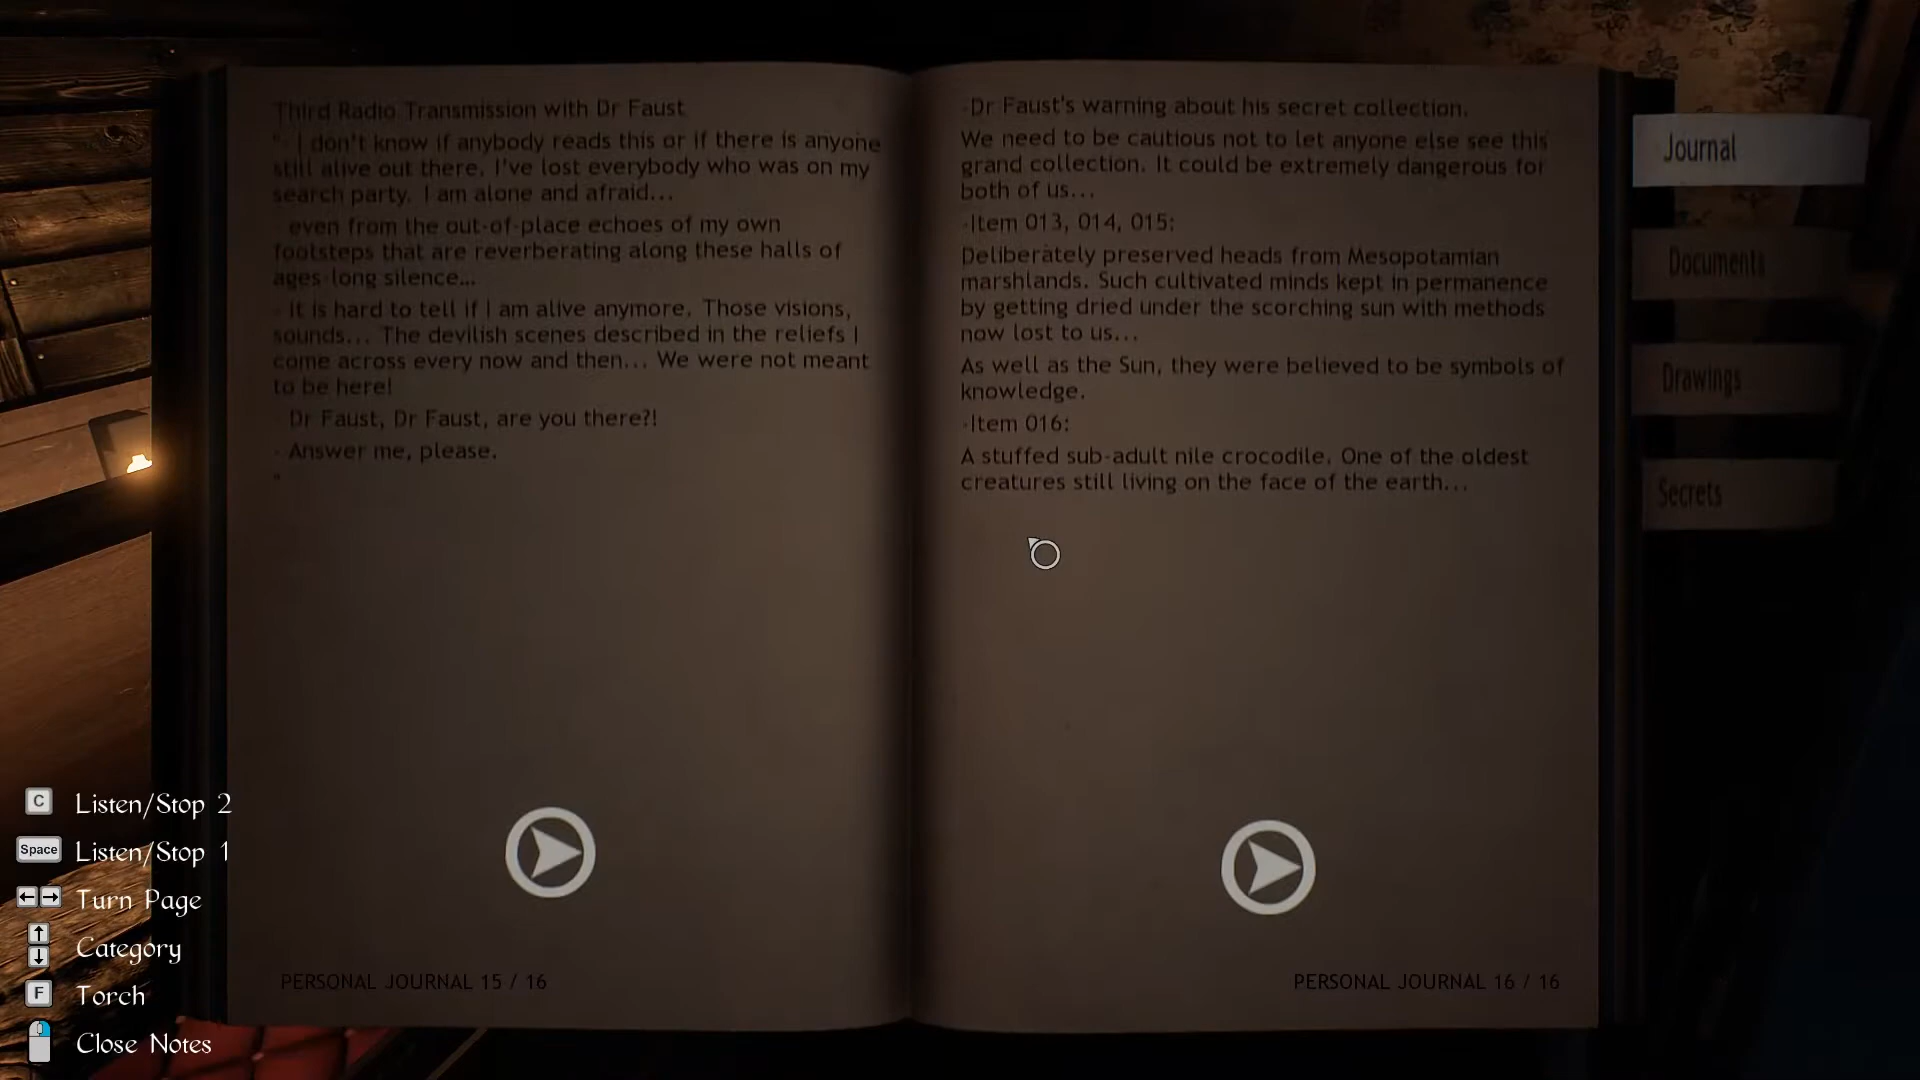 Third Radio Transmission with Dr Faust
"- I don't know if anybody reads this or if there is anyone
still alive out there. I've lost everybody who was on my
search party. I am alone and afraid...
- even from the out-of-place echoes of my own
footsteps that are reverberating along these halls of
ages-long silence...
- It is hard to tell if I am alive anymore. Those visions,
sounds... The devilish scenes described in the reliefs I
come across every now and then... We were not meant
to be here!
- Dr Faust, Dr Faust, are you there?!
- Answer me, please.
"
PERSONAL JOURNAL 15 / 16
-Dr Faust's warning about his secret collection.
We need to be cautious not to let anyone else see this
grand collection. It could be extremely dangerous for
both of us...
-Item 013, 014, 015:
Deliberately preserved heads from Mesopotamian
marshlands. Such cultivated minds kept in permanence
by getting dried under the scorching sun with methods
now lost to us...
As well as the Sun, they were believed to be symbols of
knowledge.
-Item 016:
A stuffed sub-adult nile crocodile. One of the oldest
creatures still living on the face of the earth...
PERSONAL JOURNAL 16 / 16
Journal
Documents
Drawings
Secrets
C Listen/Stop 2
Space Listen/Stop 1
← → Turn Page
↑ ↓ Category
F Torch
Close Notes